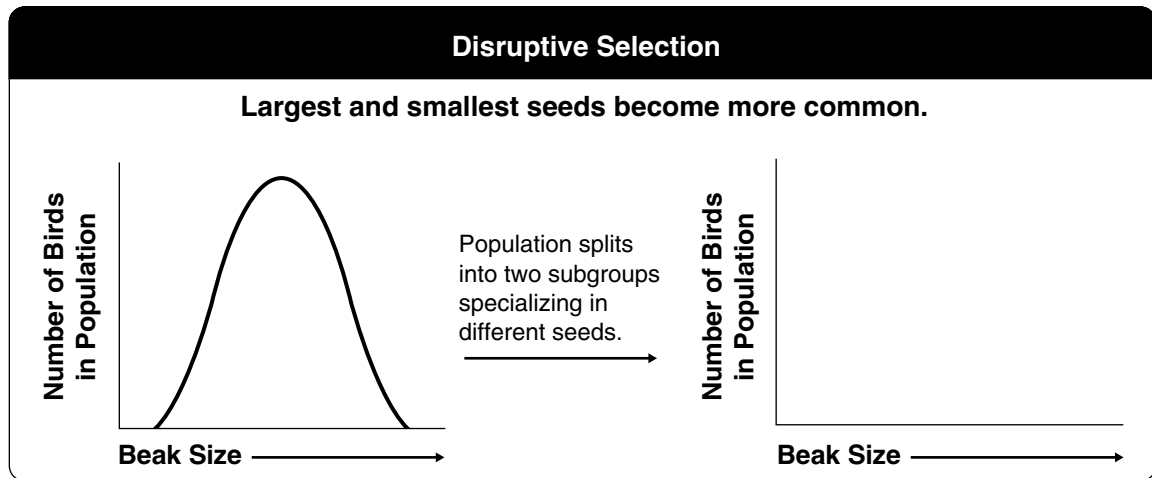 Disruptive Selection
Largest and smallest seeds become more common.
Number of Birds
in Population
Beak Size
Population splits
into two subgroups
specializing in
different seeds.
Number of Birds
in Population
Beak Size